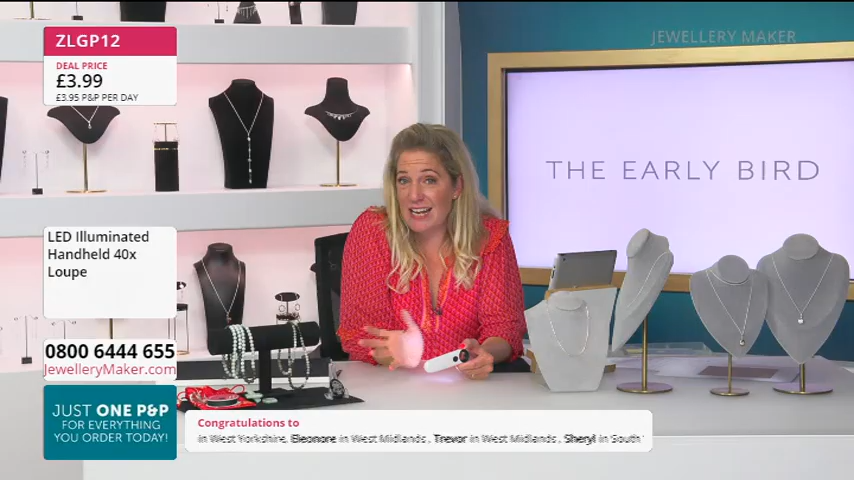 JEWELLERY MAKER
ZLGP12
DEAL PRICE
£3.99
£3.95 P&P PER DAY
THE EARLY BIRD
LED Illuminated
Handheld 40x
Loupe
0800 6444 655
JewelleryMaker.com
JUST ONE P&P
FOR EVERYTHING
YOU ORDER TODAY!
Congratulations to
in West Yorkshire, Eleonore in West Midlands , Trevor in West Midlands , Sheryl in South